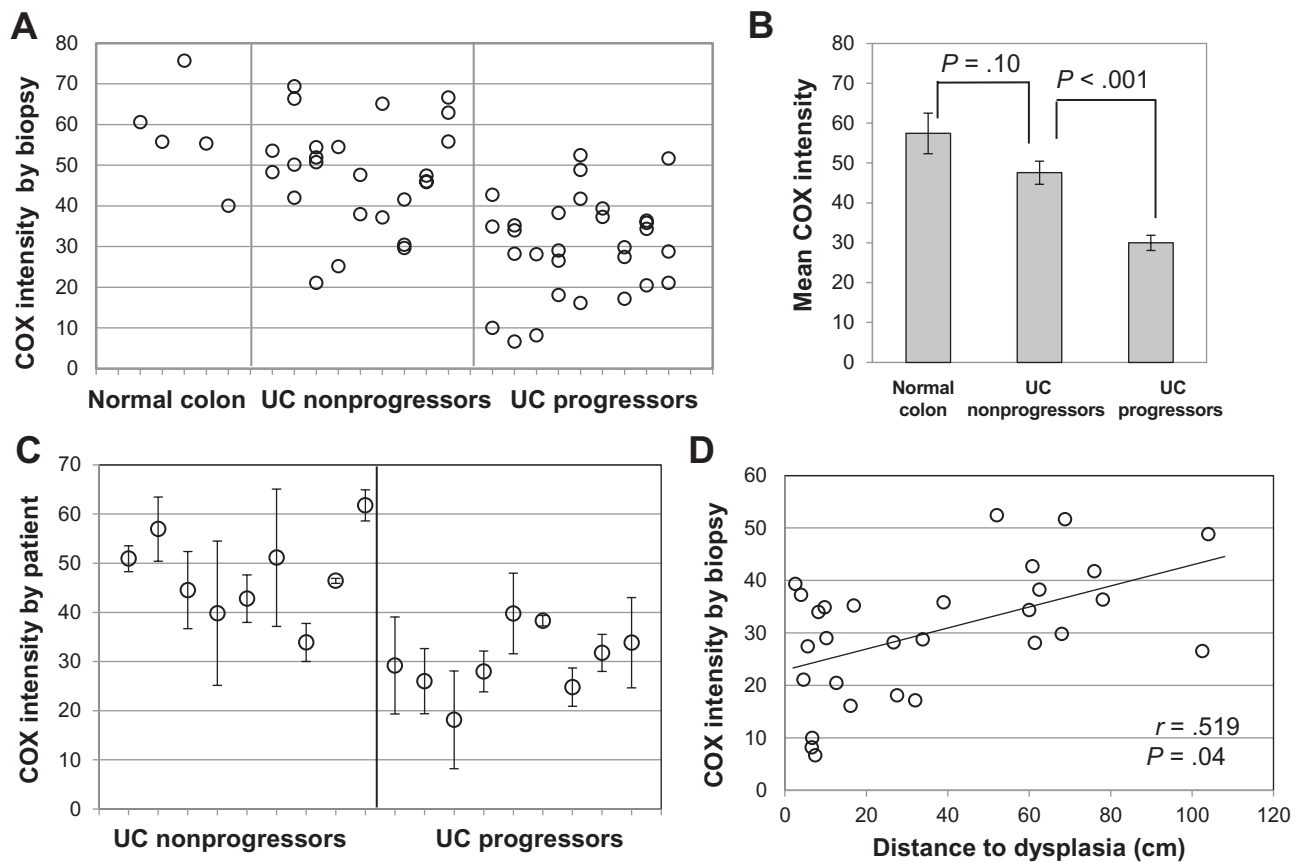 A
COX intensity by biopsy
80
70
60
50
40
30
20
10
0
Normal colon
UC nonprogressors
UC progressors
B
Mean COX intensity
80
70
60
50
40
30
20
10
0
P = .10
P < .001
Normal
colon
UC
nonprogressors
UC
progressors
C
COX intensity by patient
70
60
50
40
30
20
10
0
UC nonprogressors
UC progressors
D
COX intensity by biopsy
60
50
40
30
20
10
0
r = .519
P = .04
0 20 40 60 80 100 120
Distance to dysplasia (cm)